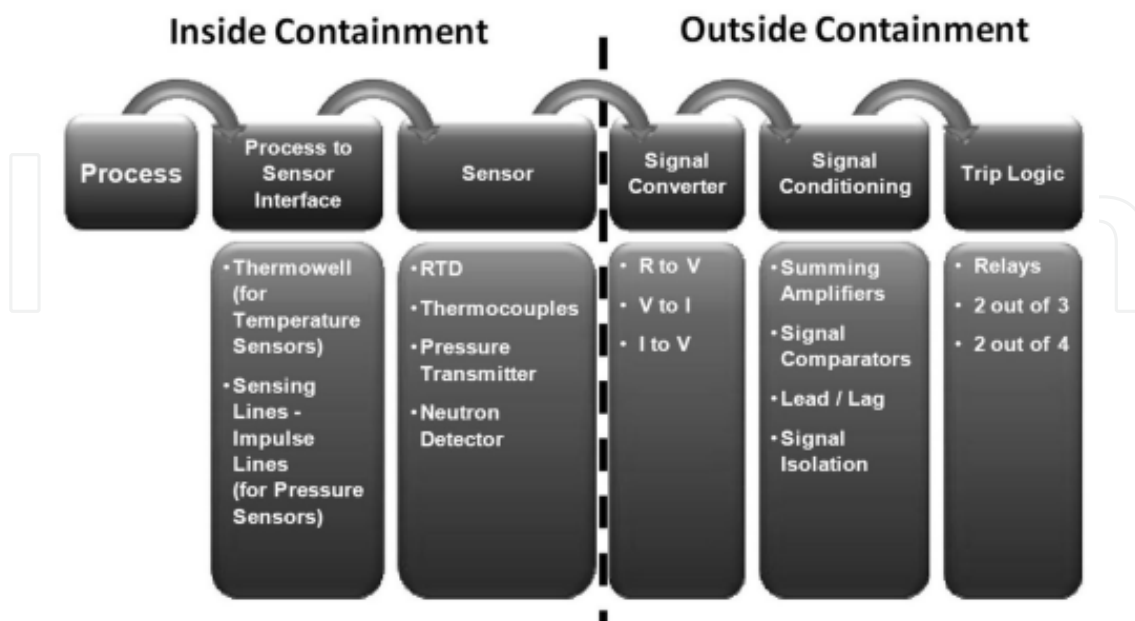 Inside Containment
Outside Containment
Process
Process to
Sensor
Interface
Sensor
Signal
Converter
Signal
Conditioning
Trip Logic
•Thermowell
(for
Temperature
Sensors)
•Sensing
Lines -
Impulse
Lines
(for Pressure
Sensors)
•RTD
•Thermocouples
•Pressure
Transmitter
•Neutron
Detector
• R to V
• V to I
• I to V
•Summing
Amplifiers
•Signal
Comparators
•Lead / Lag
•Signal
Isolation
• Relays
• 2 out of 3
• 2 out of 4